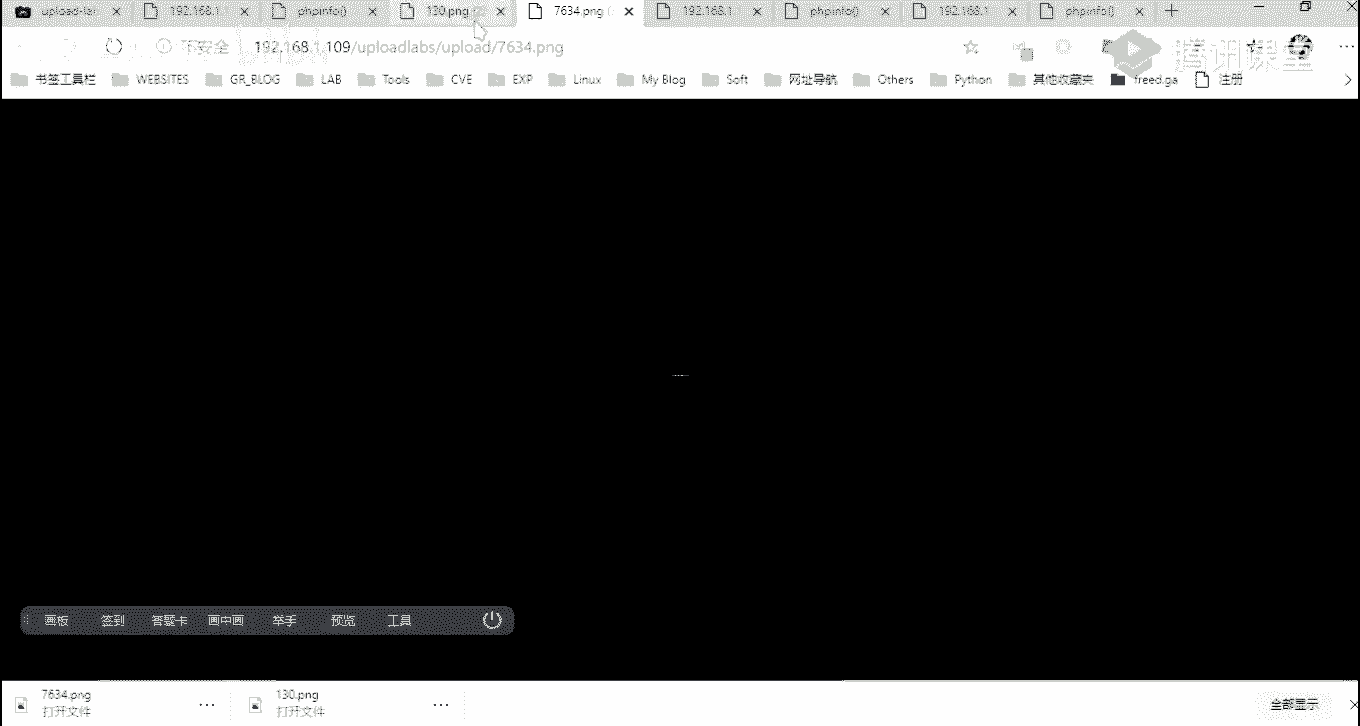 upload-la 192.168.1 phpinfo() 130.png 7634.png 192.168.1 phpinfo() 192.168.1 phpinfo()
不安全 192.168.1.109/uploadlabs/upload/7634.png
腾讯课堂
书签工具栏 WEBSITES GR_BLOG LAB Tools CVE EXP Linux My Blog Soft 网址导航 Others Python 其他收藏夹 freed.ga 注册
画板 签到 答题卡 画中画 举手 预览 工具
7634.png 130.png
打开文件 打开文件 全部显示